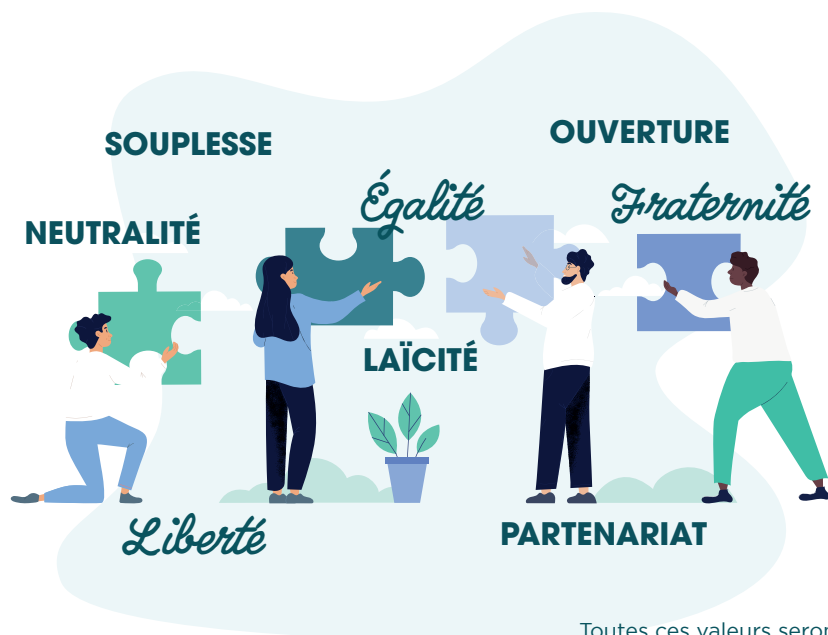 SOUPLESSE
OUVERTURE
Égalité
Fraternité
NEUTRALITÉ
LAÏCITÉ
Liberté
PARTENARIAT
Toutes ces valeurs